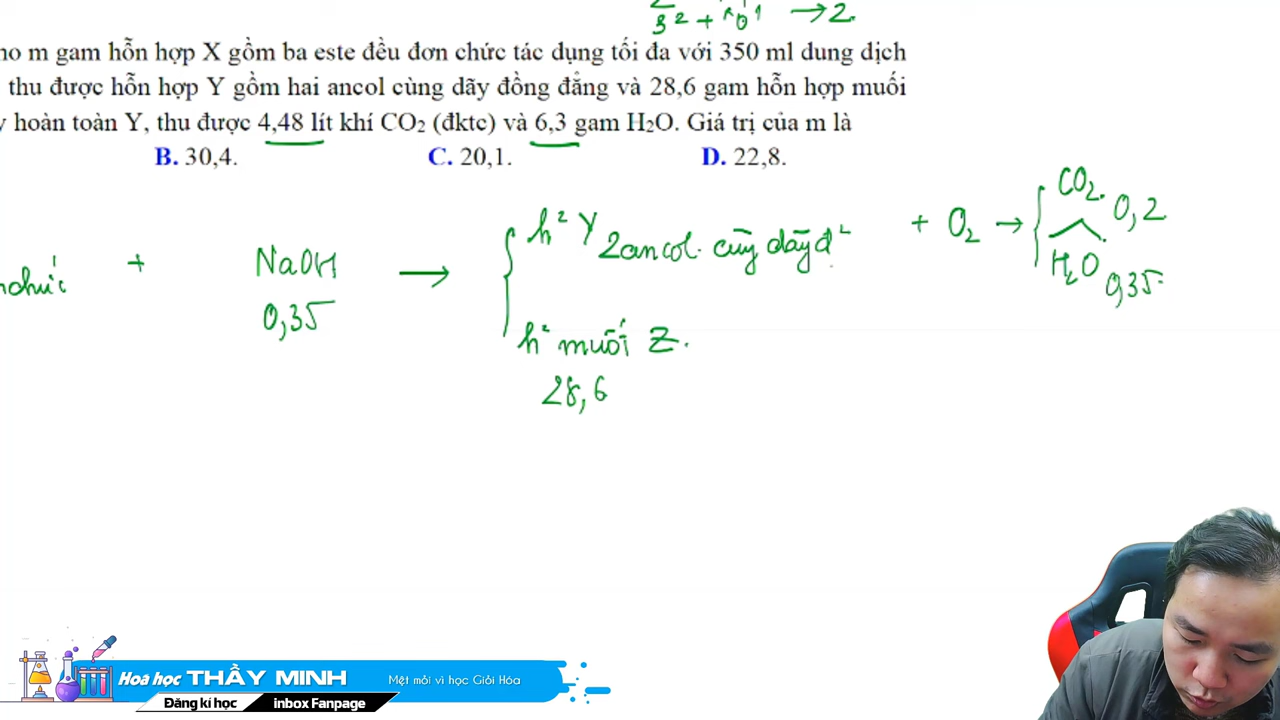 3² + 10¹ → 2.
ho m gam hỗn hợp X gồm ba este đều đơn chức tác dụng tối đa với 350 ml dung dịch
thu được hỗn hợp Y gồm hai ancol cùng dãy đồng đẳng và 28,6 gam hỗn hợp muối
y hoàn toàn Y, thu được 4,48 lít khí CO₂ (đktc) và 6,3 gam H₂O. Giá trị của m là
B. 30,4. C. 20,1. D. 22,8.
h² Y 2ancol. cùng dãy đ² + O₂ → CO₂. 0,2
H₂O 0,35
nchức + NaOH →
0,35
h² muối Z.
28,6
Hoá học THẦY MINH
Mệt mỏi vì học Giỏi Hóa
Đăng kí học
inbox Fanpage